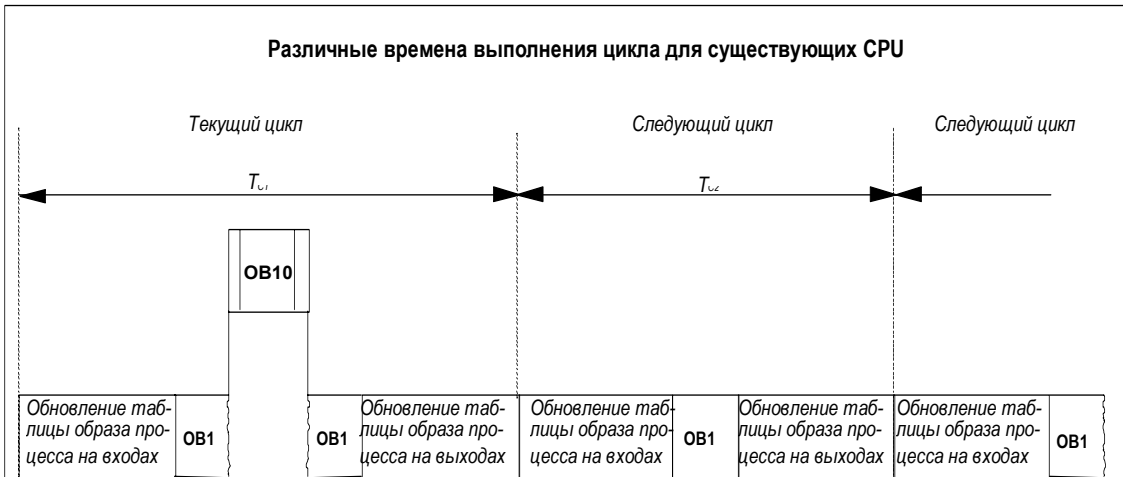 Различные времена выполнения цикла для существующих CPU
Текущий цикл
Следующий цикл
Следующий цикл
TC1
TC2
OB10
Обновление таб-
лицы образа про-
цесса на входах
OB1
OB1
Обновление таб-
лицы образа про-
цесса на выходах
Обновление таб-
лицы образа про-
цесса на входах
OB1
Обновление таб-
лицы образа про-
цесса на выходах
Обновление таб-
лицы образа про-
цесса на входах
OB1